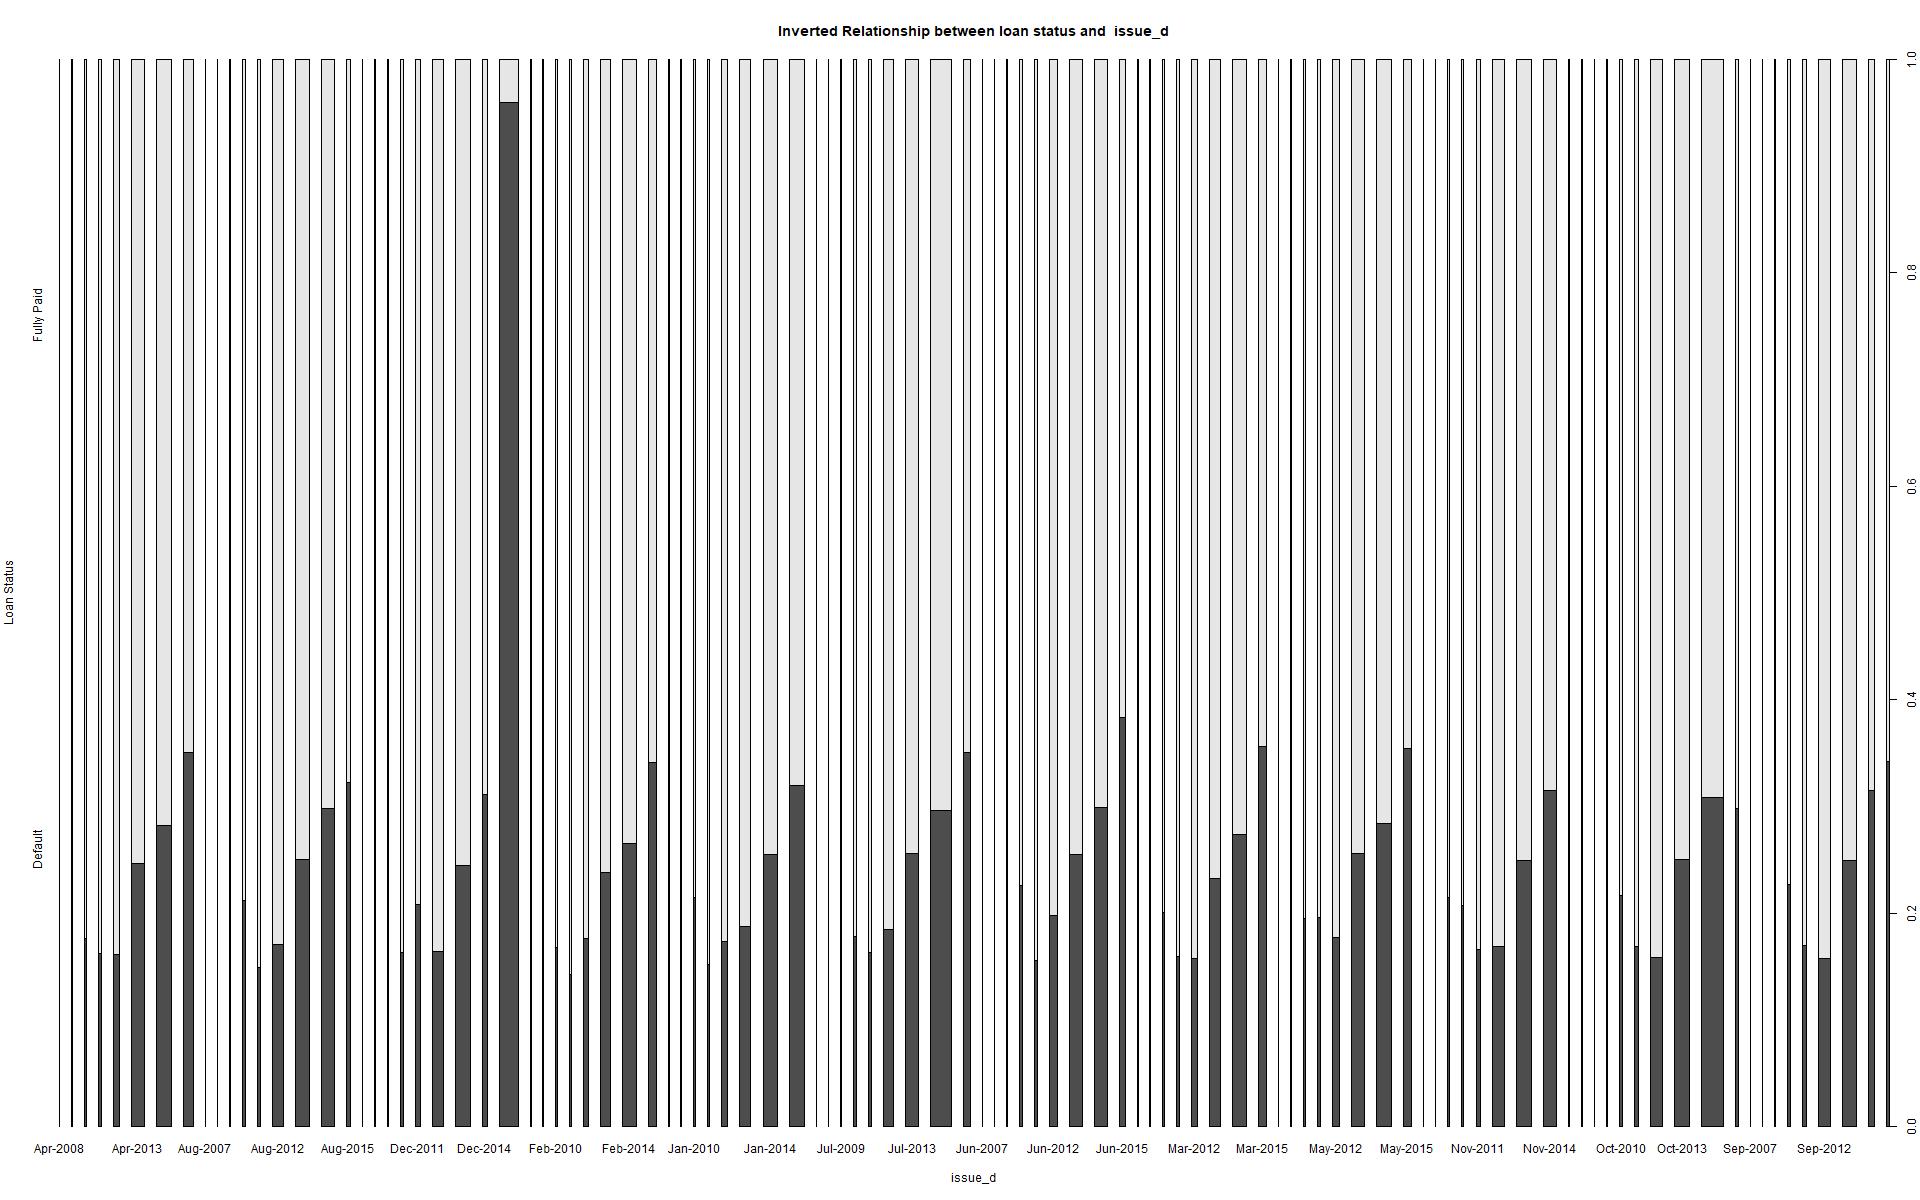 Inverted Relationship between loan status and  issue_d
Fully Paid
Loan Status
Default
1.0
0.8
0.6
0.4
0.2
0.0
Apr-2008 Apr-2013 Aug-2007 Aug-2012 Aug-2015 Dec-2011 Dec-2014 Feb-2010 Feb-2014 Jan-2010 Jan-2014 Jul-2009 Jul-2013 Jun-2007 Jun-2012 Jun-2015 Mar-2012 Mar-2015 May-2012 May-2015 Nov-2011 Nov-2014 Oct-2010 Oct-2013 Sep-2007 Sep-2012
issue_d